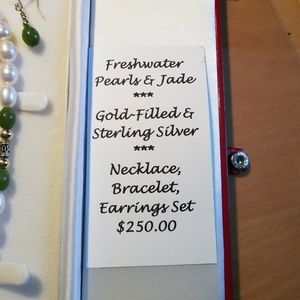 Freshwater
Pearls & Jade
***
Gold-Filled &
Sterling Silver
***
Necklace,
Bracelet,
Earrings Set
$250.00